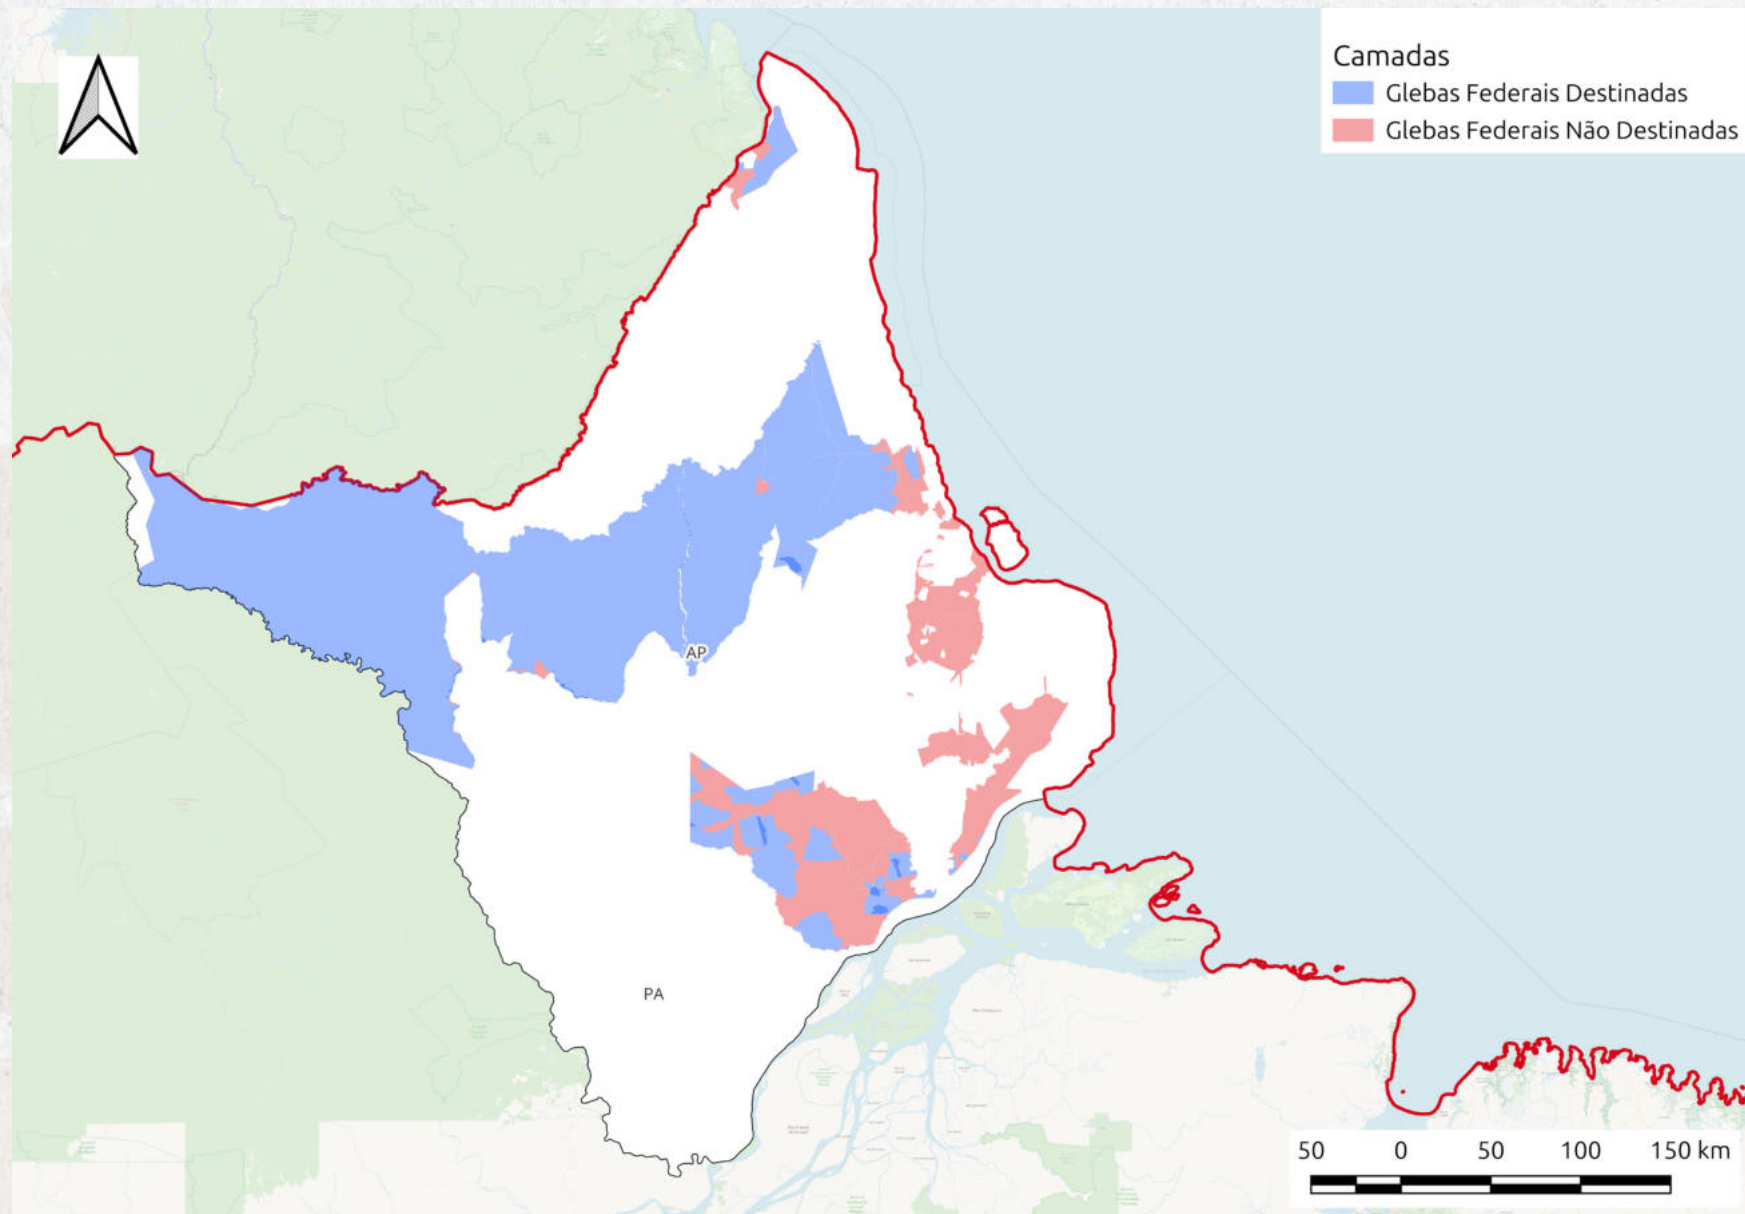 Camadas
Glebas Federais Destinadas
Glebas Federais Não Destinadas
AP
PA
50 0 50 100 150 km